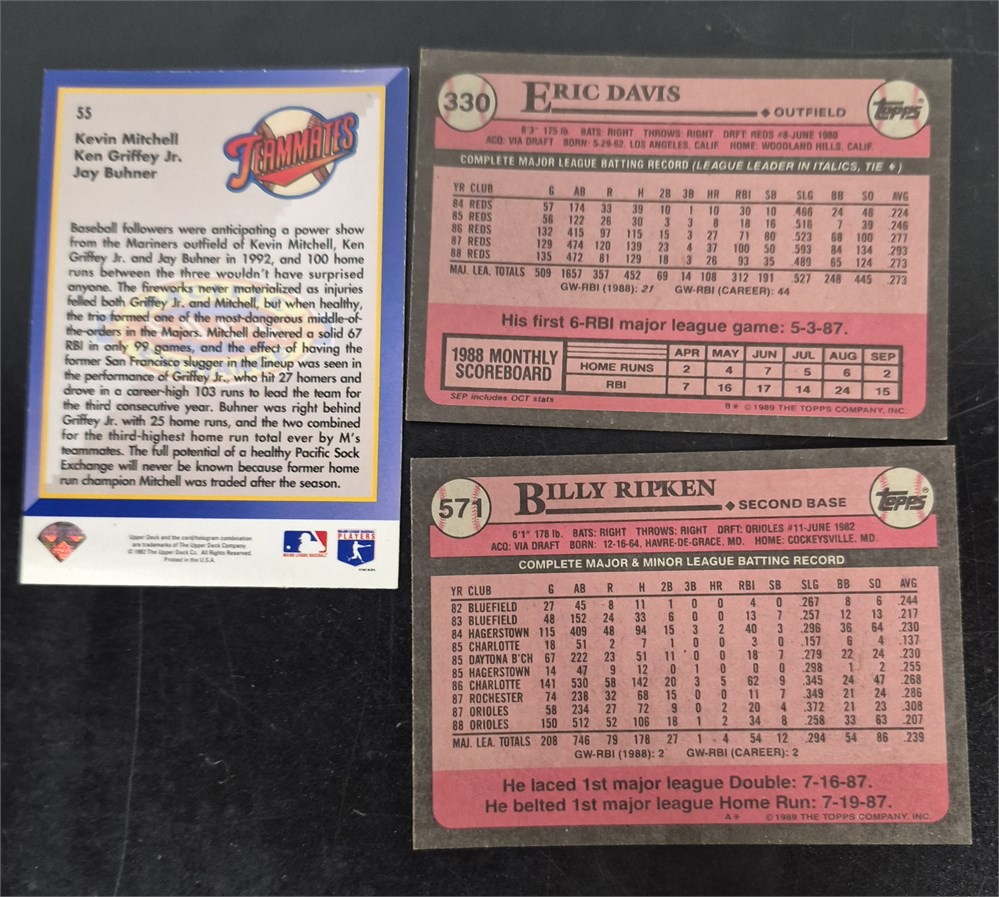 55
Kevin Mitchell
Ken Griffey Jr.
Jay Buhner
TEAMMATES
Baseball followers were anticipating a power show
from the Mariners outfield of Kevin Mitchell, Ken
Griffey Jr. and Jay Buhner in 1992, and 100 home
runs between the three wouldn't have surprised
anyone. The fireworks never materialized as injuries
felled both Griffey Jr. and Mitchell, but when healthy,
the trio formed one of the most-dangerous middle-of-
the-orders in the Majors. Mitchell delivered a solid 67
RBI in only 99 games, and the effect of having the
former San Francisco slugger in the lineup was seen in
the performance of Griffey Jr., who hit 27 homers and
drove in a career-high 103 runs to lead the team for
the third consecutive year. Buhner was right behind
Griffey Jr. with 25 home runs, and the two combined
for the third-highest home run total ever by M's
teammates. The full potential of a healthy Pacific Sock
Exchange will never be known because former home
run champion Mitchell was traded after the season.
Upper Deck and the card/hologram combination
are trademarks of The Upper Deck Company
© 1992 The Upper Deck Co. All Rights Reserved.
Printed in the U.S.A.
MAJOR LEAGUE BASEBALL
PLAYERS
330
ERIC DAVIS
◆ OUTFIELD
TOPPS
6'3" 175 lb. BATS: RIGHT THROWS: RIGHT DRFT: REDS #8-JUNE 1980
ACQ: VIA DRAFT BORN: 5-29-62, LOS ANGELES, CALIF. HOME: WOODLAND HILLS, CALIF.
COMPLETE MAJOR LEAGUE BATTING RECORD (LEAGUE LEADER IN ITALICS, TIE ◆)
YR CLUB G AB R H 2B 3B HR RBI SB SLG BB SO AVG
84 REDS 57 174 33 39 10 1 10 30 10 .466 24 48 .224
85 REDS 56 122 26 30 3 3 8 18 16 .516 7 39 .246
86 REDS 132 415 97 115 15 3 27 71 80 .523 68 100 .277
87 REDS 129 474 120 139 23 4 37 100 50 .593 84 134 .293
88 REDS 135 472 81 129 18 3 26 93 35 .489 65 124 .273
MAJ. LEA. TOTALS 509 1657 357 452 69 14 108 312 191 .527 248 445 .273
GW-RBI (1988): 21 GW-RBI (CAREER): 44
His first 6-RBI major league game: 5-3-87.
1988 MONTHLY
SCOREBOARD
APR MAY JUN JUL AUG SEP
HOME RUNS 2 4 7 5 6 2
RBI 7 16 17 14 24 15
SEP includes OCT stats
B* © 1989 THE TOPPS COMPANY, INC.
571
BILLY RIPKEN
◆ SECOND BASE
TOPPS
6'1" 178 lb. BATS: RIGHT THROWS: RIGHT DRFT: ORIOLES #11-JUNE 1982
ACQ: VIA DRAFT BORN: 12-16-64, HAVRE-DE-GRACE, MD. HOME: COCKEYSVILLE, MD.
COMPLETE MAJOR & MINOR LEAGUE BATTING RECORD
YR CLUB G AB R H 2B 3B HR RBI SB SLG BB SO AVG
82 BLUEFIELD 27 45 8 11 1 0 0 4 0 .267 8 6 .244
83 BLUEFIELD 48 152 24 33 6 0 0 13 7 .257 12 13 .217
84 HAGERSTOWN 115 409 48 94 15 3 2 40 3 .296 36 64 .230
85 CHARLOTTE 18 51 2 7 1 0 0 3 0 .157 6 4 .137
85 DAYTONA B'CH 67 222 23 51 11 0 0 18 7 .279 22 24 .230
85 HAGERSTOWN 14 47 9 12 0 1 0 0 0 .298 1 2 .255
86 CHARLOTTE 141 530 58 142 20 3 5 62 9 .345 24 47 .268
87 ROCHESTER 74 238 32 68 15 0 0 11 7 .349 21 24 .286
87 ORIOLES 58 234 27 72 9 0 2 20 4 .372 21 23 .308
88 ORIOLES 150 512 52 106 18 1 2 34 8 .258 33 63 .207
MAJ. LEA. TOTALS 208 746 79 178 27 1 4 54 12 .294 54 86 .239
GW-RBI (1988): 2 GW-RBI (CAREER): 2
He laced 1st major league Double: 7-16-87.
He belted 1st major league Home Run: 7-19-87.
A* © 1989 THE TOPPS COMPANY, INC.